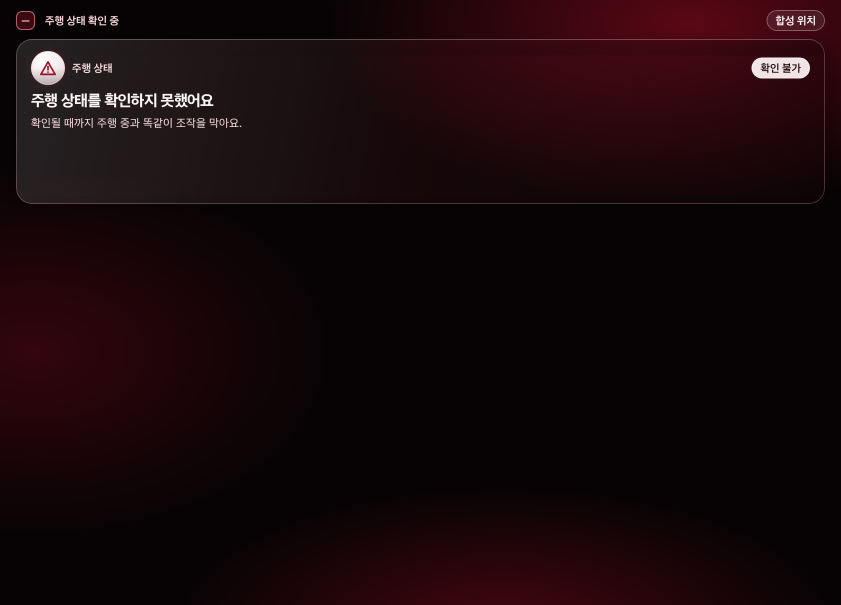 주행 상태 확인 중
합성 위치
주행 상태
확인 불가
주행 상태를 확인하지 못했어요
확인될 때까지 주행 중과 똑같이 조작을 막아요.